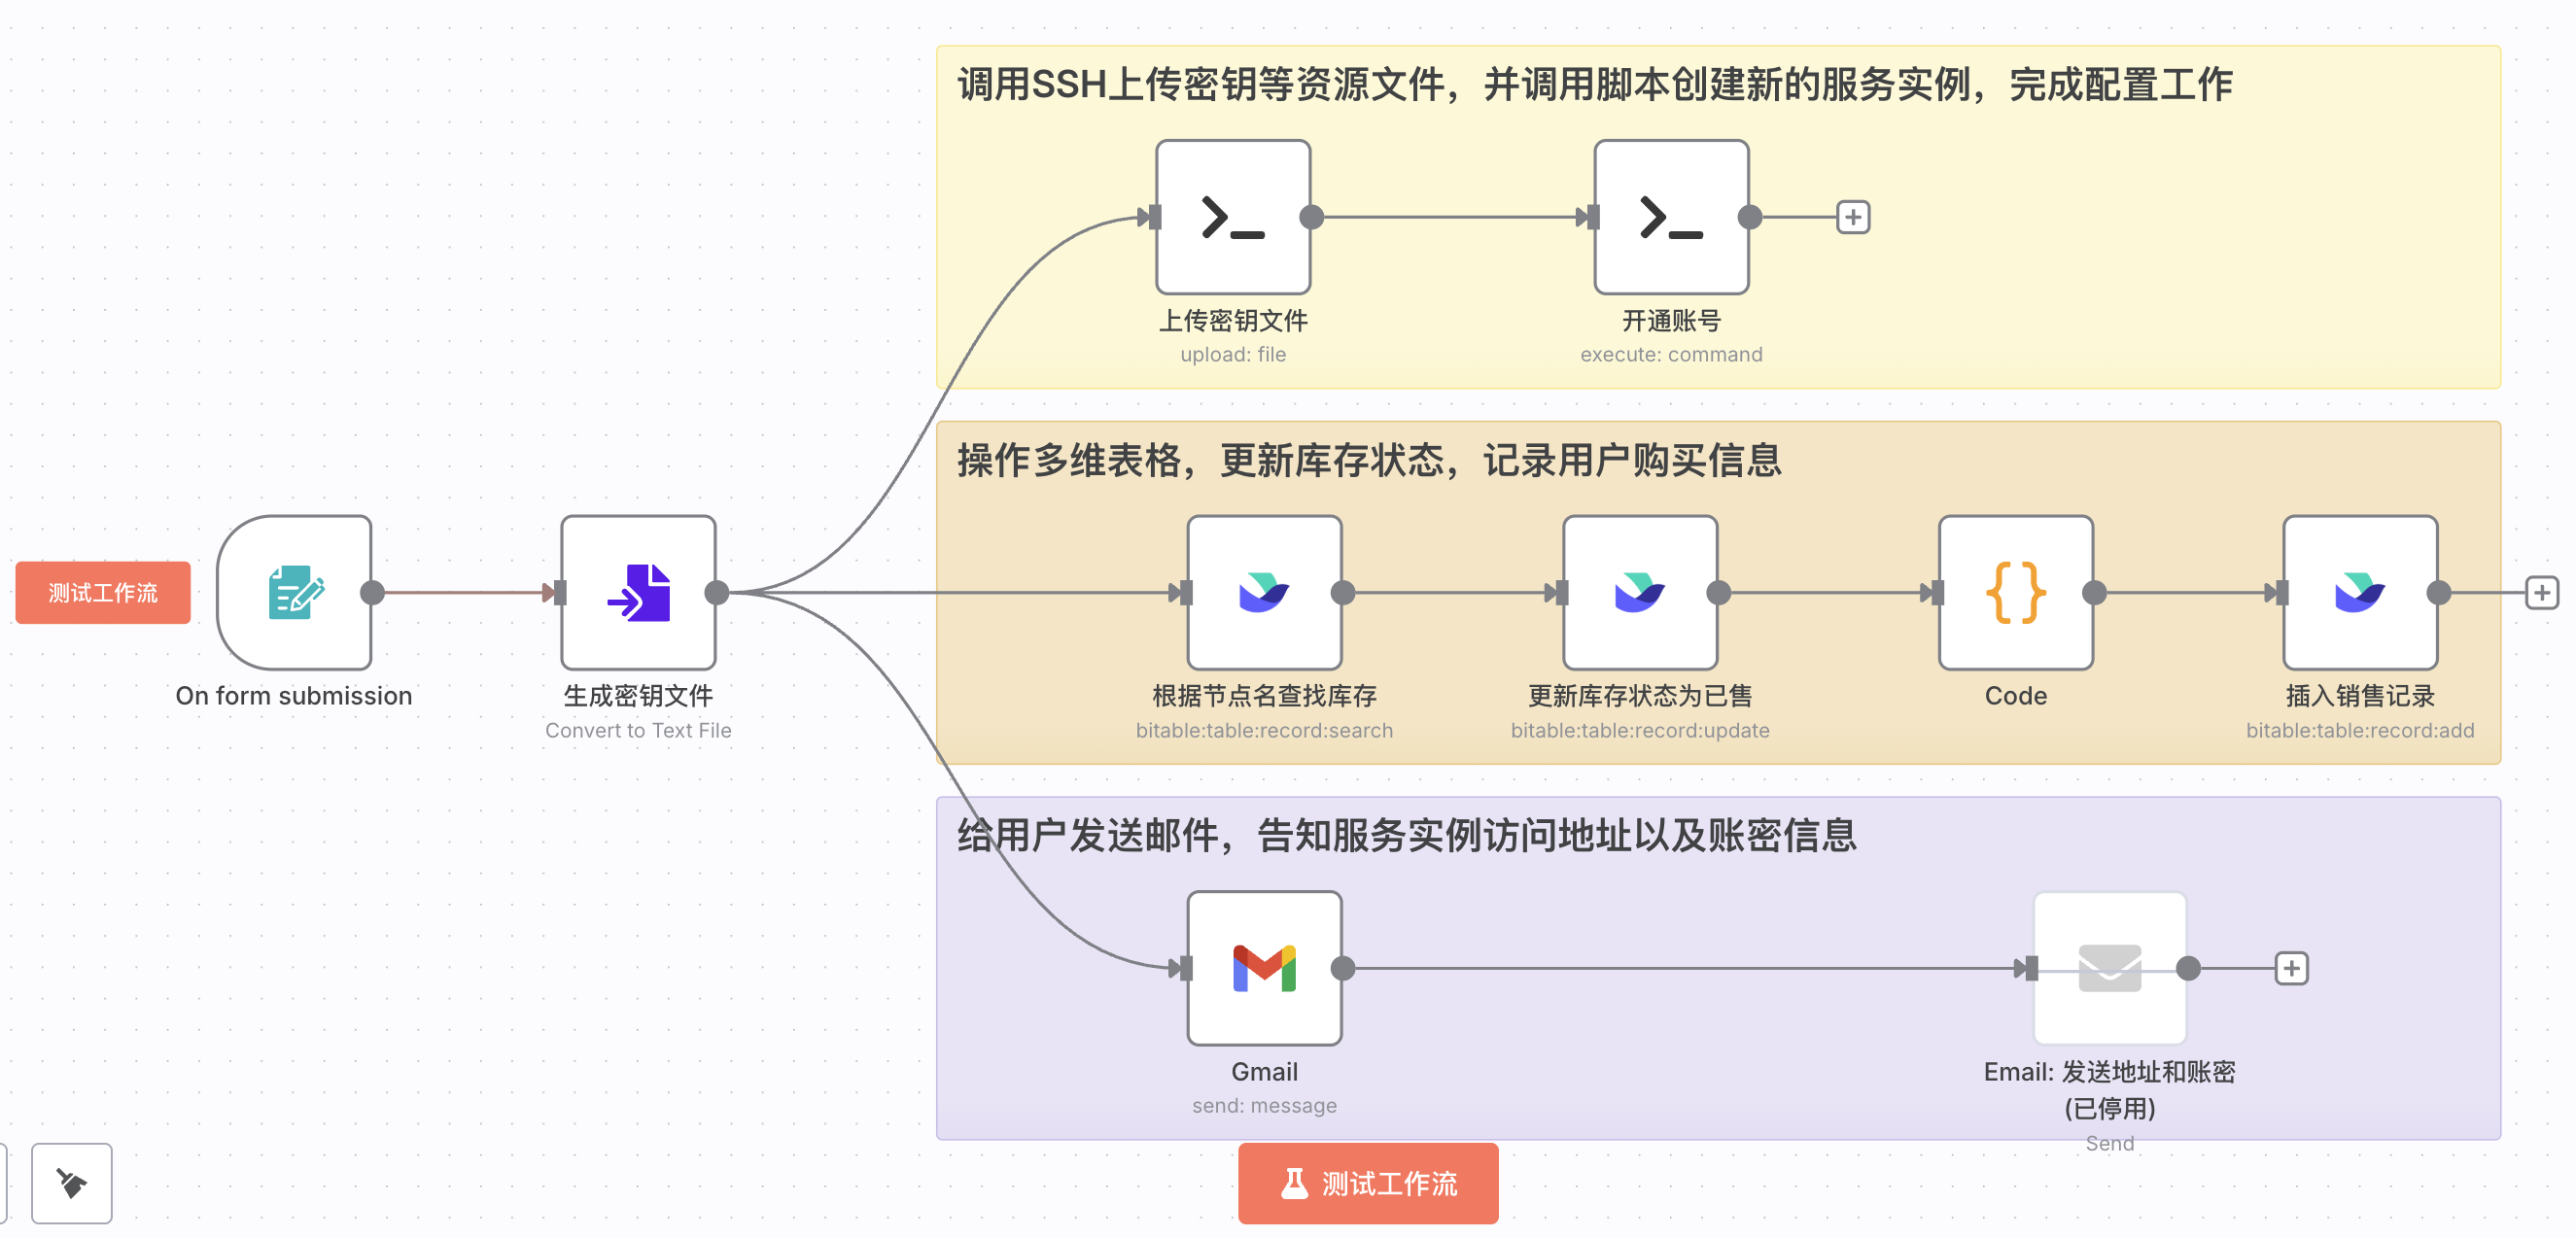 调用SSH上传密钥等资源文件，并调用脚本创建新的服务实例，完成配置工作
上传密钥文件
upload: file
开通账号
execute: command
操作多维表格，更新库存状态，记录用户购买信息
测试工作流
On form submission
生成密钥文件
Convert to Text File
根据节点名查找库存
bitable:table:record:search
更新库存状态为已售
bitable:table:record:update
Code
插入销售记录
bitable:table:record:add
给用户发送邮件，告知服务实例访问地址以及账密信息
Gmail
send: message
Email: 发送地址和账密
(已停用)
Send
测试工作流